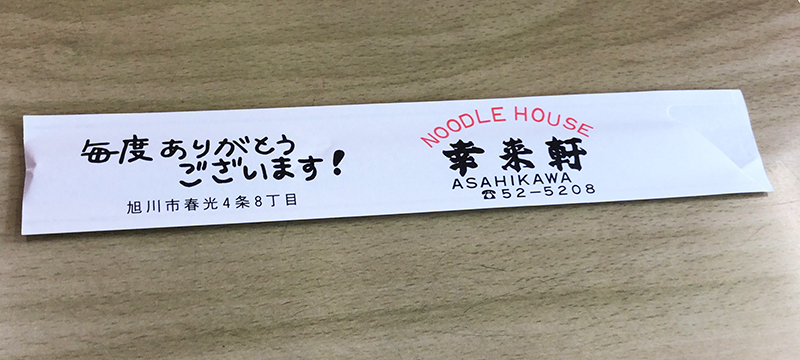 毎度ありがとう
ございます!
旭川市春光4条8丁目
NOODLE HOUSE
幸来軒
ASAHIKAWA
☎52-5208